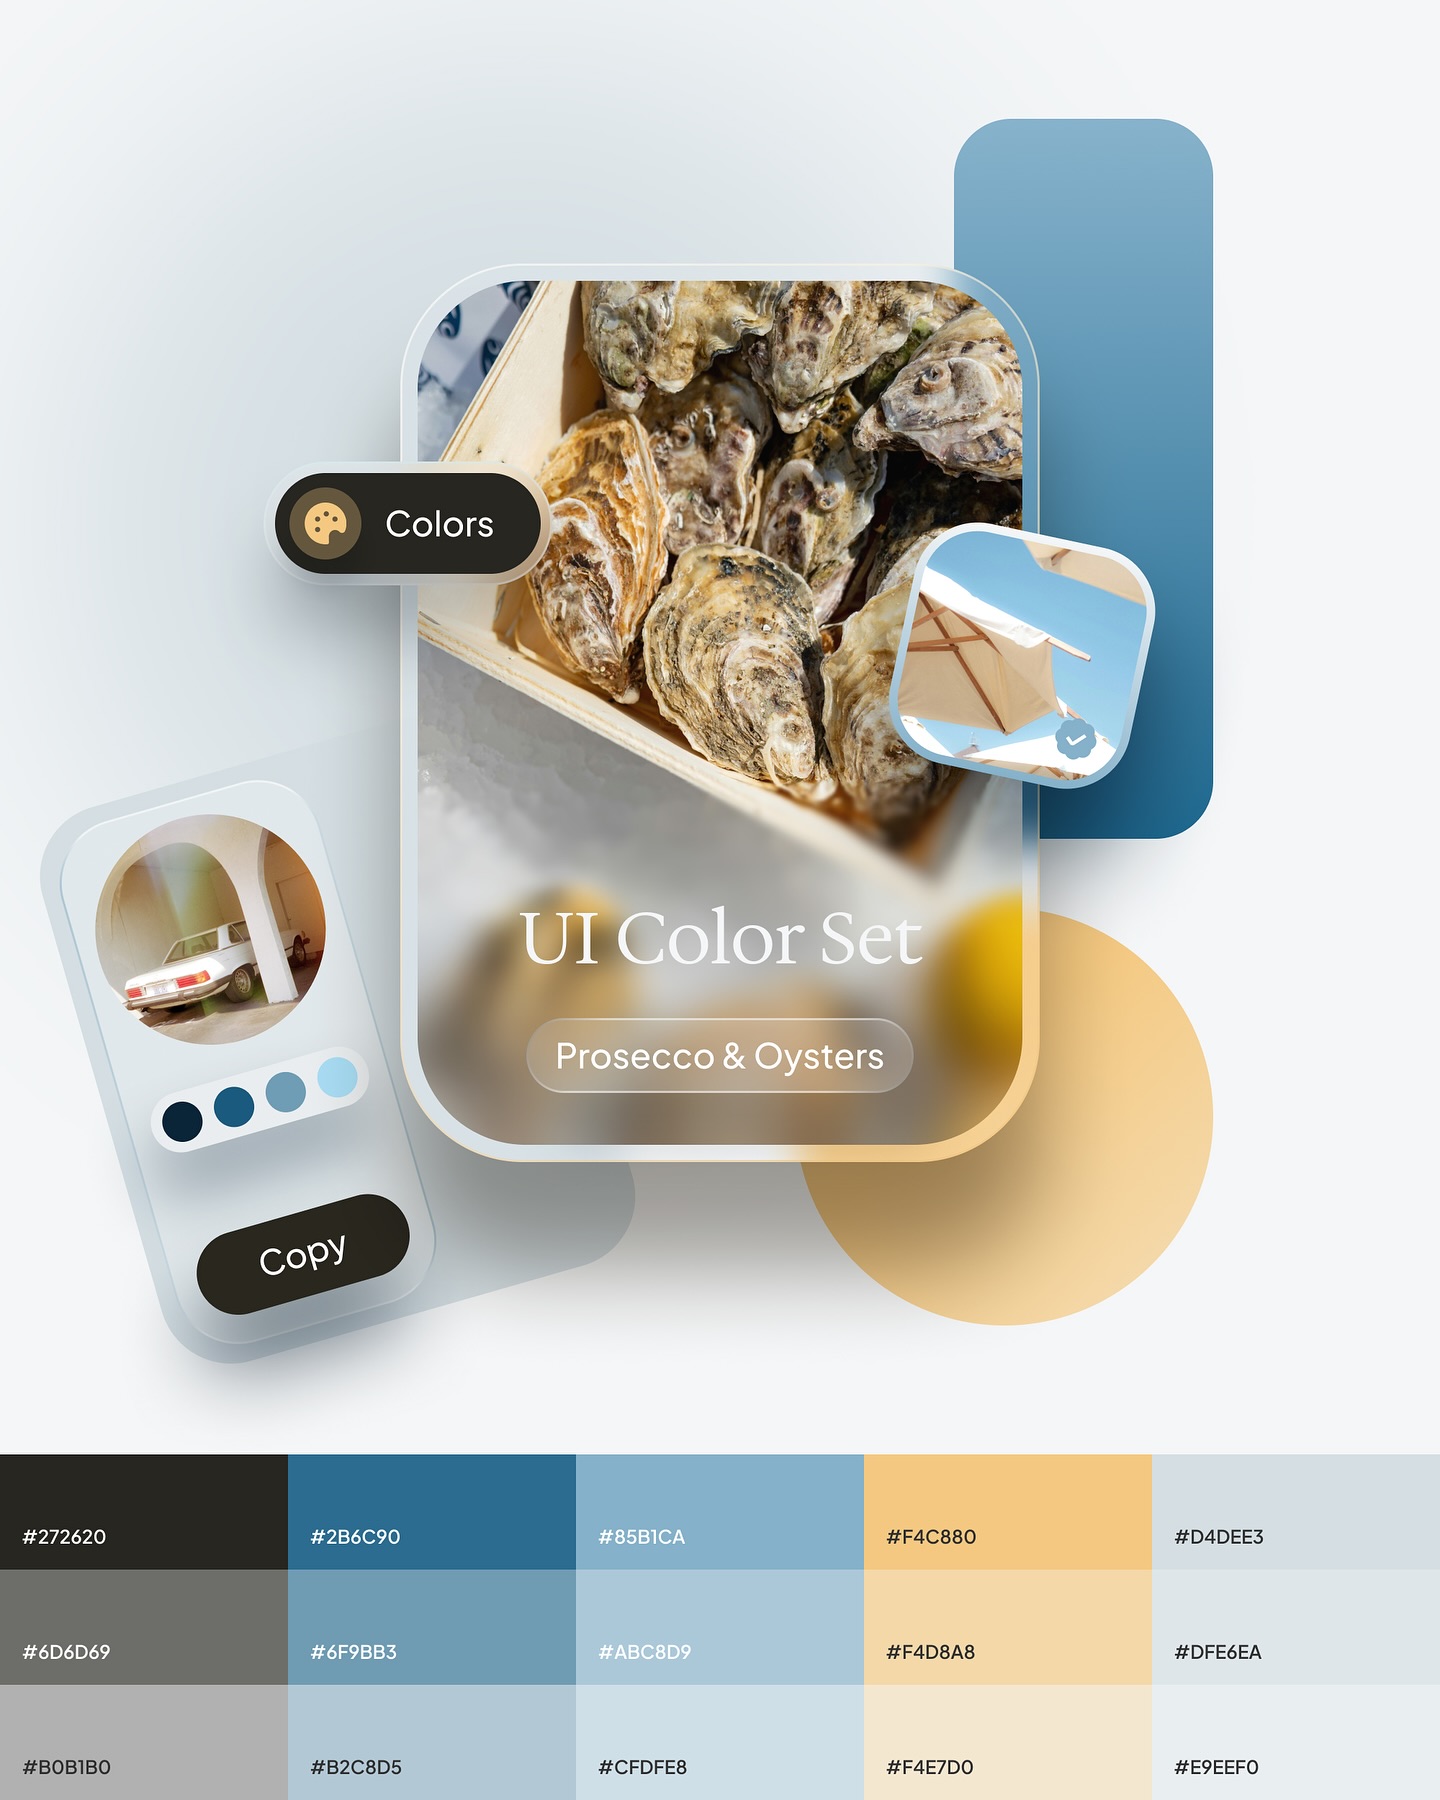 Colors
UI Color Set
Prosecco & Oysters
Copy
#272620
#2B6C90
#85B1CA
#F4C880
#D4DEE3
#6D6D69
#6F9BB3
#ABC8D9
#F4D8A8
#DFE6EA
#B0B1B0
#B2C8D5
#CFDFE8
#F4E7D0
#E9EEF0